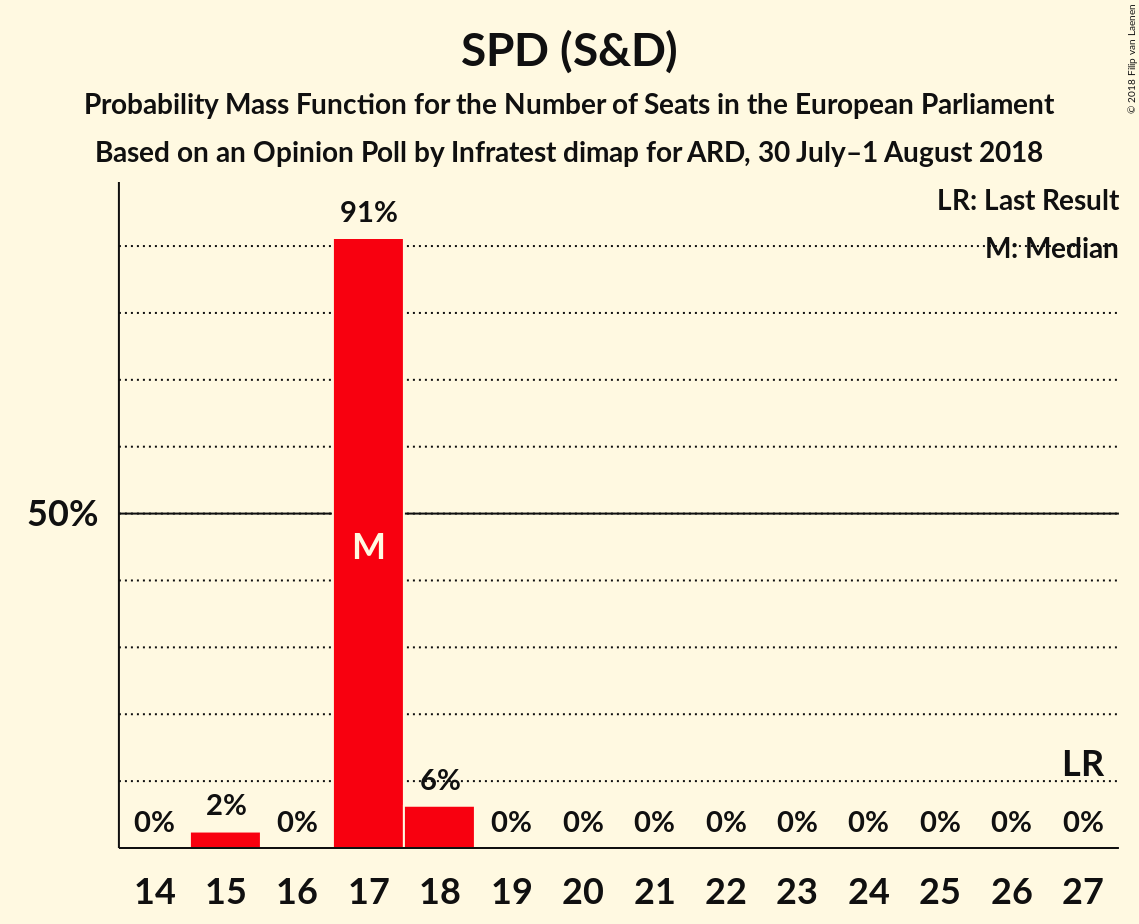 SPD (S&D)
Probability Mass Function for the Number of Seats in the European Parliament
Based on an Opinion Poll by Infratest dimap for ARD, 30 July–1 August 2018
© 2018 Filip van Laenen
LR: Last Result
M: Median
91%
50%
M
LR
0% 2% 0% 6% 0% 0% 0% 0% 0% 0% 0% 0% 0%
14 15 16 17 18 19 20 21 22 23 24 25 26 27